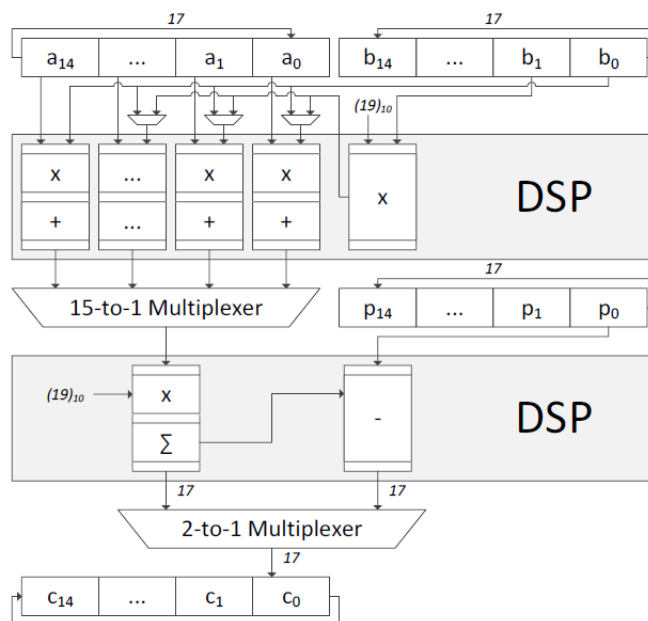 17 17
a14 ... a1 a0 b14 ... b1 b0
(19)10
x ... x x x DSP
+ ... + +
17
15-to-1 Multiplexer p14 ... p1 p0
(19)10 x - DSP
Σ
17 17
2-to-1 Multiplexer
17
c14 ... c1 c0